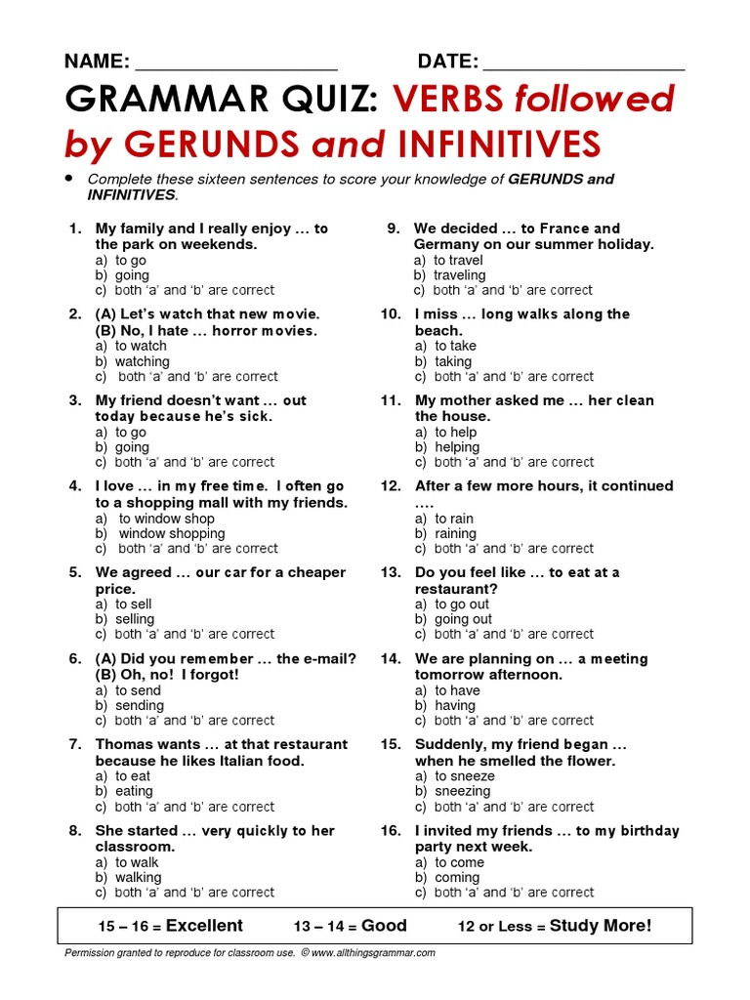 NAME: _________________ DATE: _________________
GRAMMAR QUIZ: VERBS followed
by GERUNDS and INFINITIVES
• Complete these sixteen sentences to score your knowledge of GERUNDS and
INFINITIVES.
1. My family and I really enjoy … to
the park on weekends.
a) to go
b) going
c) both ‘a’ and ‘b’ are correct
2. (A) Let’s watch that new movie.
(B) No, I hate … horror movies.
a) to watch
b) watching
c) both ‘a’ and ‘b’ are correct
3. My friend doesn’t want … out
today because he’s sick.
a) to go
b) going
c) both ‘a’ and ‘b’ are correct
4. I love … in my free time. I often go
to a shopping mall with my friends.
a) to window shop
b) window shopping
c) both ‘a’ and ‘b’ are correct
5. We agreed … our car for a cheaper
price.
a) to sell
b) selling
c) both ‘a’ and ‘b’ are correct
6. (A) Did you remember … the e-mail?
(B) Oh, no! I forgot!
a) to send
b) sending
c) both ‘a’ and ‘b’ are correct
7. Thomas wants … at that restaurant
because he likes Italian food.
a) to eat
b) eating
c) both ‘a’ and ‘b’ are correct
8. She started … very quickly to her
classroom.
a) to walk
b) walking
c) both ‘a’ and ‘b’ are correct
9. We decided … to France and
Germany on our summer holiday.
a) to travel
b) traveling
c) both ‘a’ and ‘b’ are correct
10. I miss … long walks along the
beach.
a) to take
b) taking
c) both ‘a’ and ‘b’ are correct
11. My mother asked me … her clean
the house.
a) to help
b) helping
c) both ‘a’ and ‘b’ are correct
12. After a few more hours, it continued
….
a) to rain
b) raining
c) both ‘a’ and ‘b’ are correct
13. Do you feel like … to eat at a
restaurant?
a) to go out
b) going out
c) both ‘a’ and ‘b’ are correct
14. We are planning on … a meeting
tomorrow afternoon.
a) to have
b) having
c) both ‘a’ and ‘b’ are correct
15. Suddenly, my friend began …
when he smelled the flower.
a) to sneeze
b) sneezing
c) both ‘a’ and ‘b’ are correct
16. I invited my friends … to my birthday
party next week.
a) to come
b) coming
c) both ‘a’ and ‘b’ are correct
15 – 16 = Excellent 13 – 14 = Good 12 or Less = Study More!
Permission granted to reproduce for classroom use. © www.allthingsgrammar.com